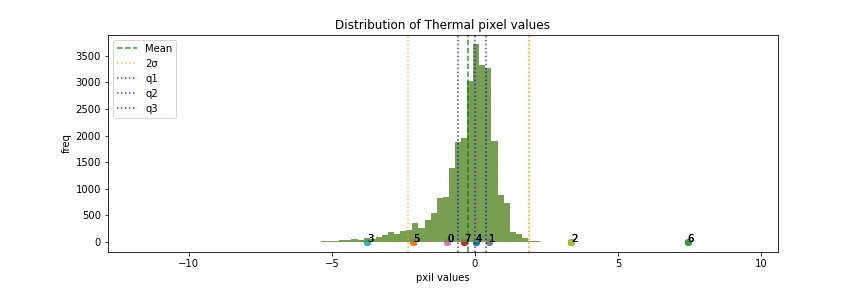 Distribution of Thermal pixel values
Mean
2σ
q1
q2
q3
freq
3500
3000
2500
2000
1500
1000
500
0
3 5 0 7 4 1 2 6
−10 −5 0 5 10
pxil values